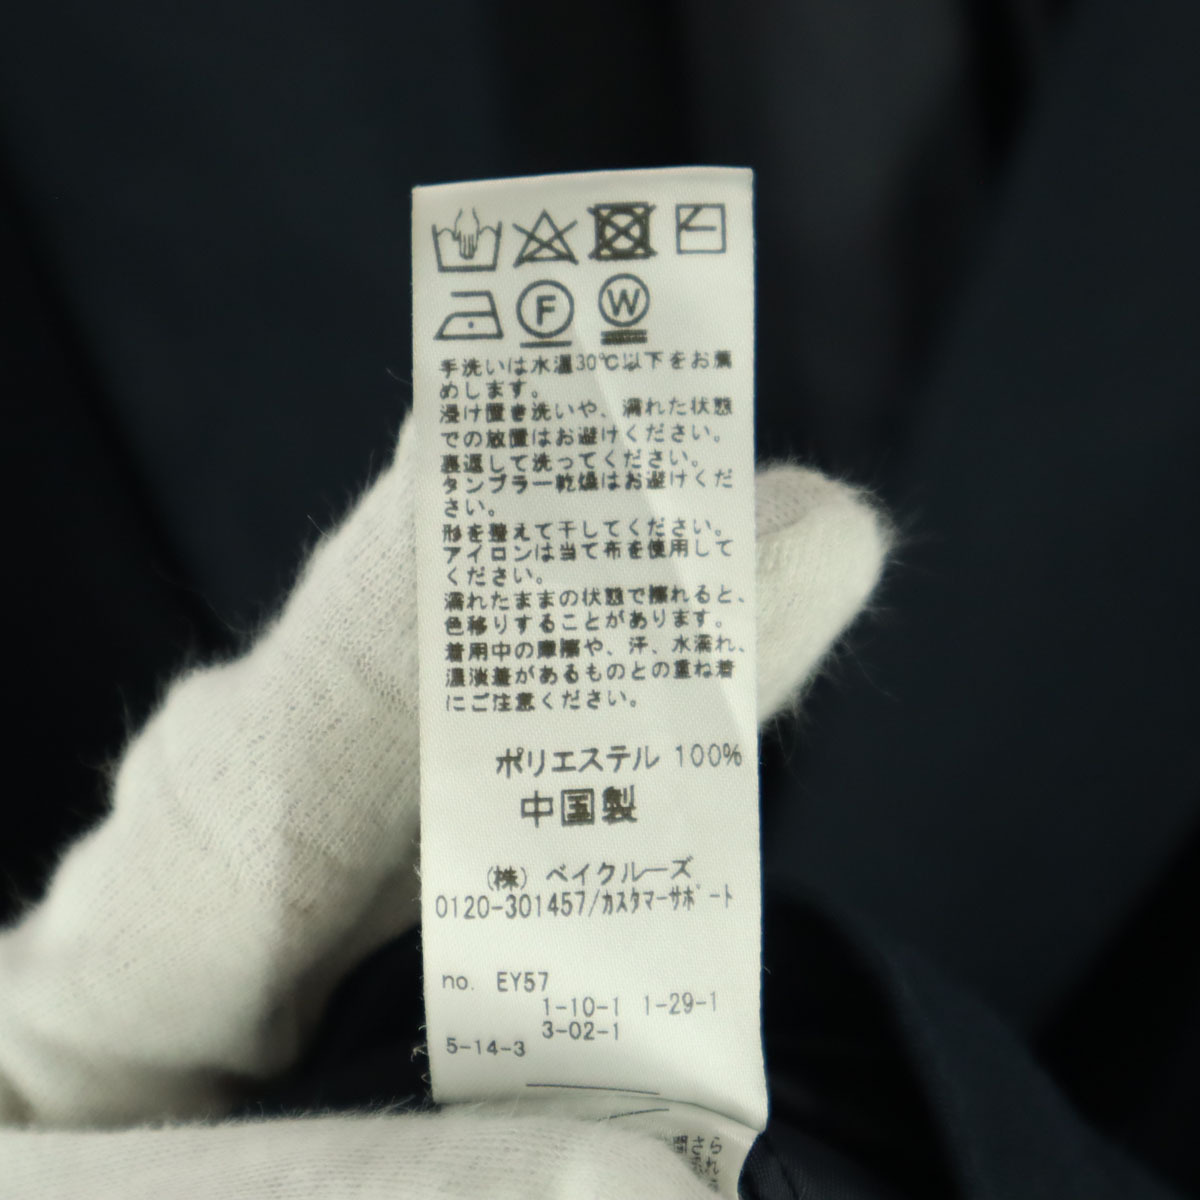 F W
手洗いは水温30℃以下をお薦
めします。
浸け置き洗いや、濡れた状態
での放置はお避けください。
裏返して洗ってください。
タンブラー乾燥はお避けくだ
さい。
形を整えて干してください。
アイロンは当て布を使用して
ください。
濡れたままの状態で擦れると、
色移りすることがあります。
着用中の摩擦や、汗、水濡れ、
濃淡差があるものとの重ね着
にご注意ください。
ポリエステル 100%
中国製
(株) ベイクルーズ
0120-301457/カスタマーサポート
no. EY57
1-10-1 1-29-1
3-02-1
5-14-3